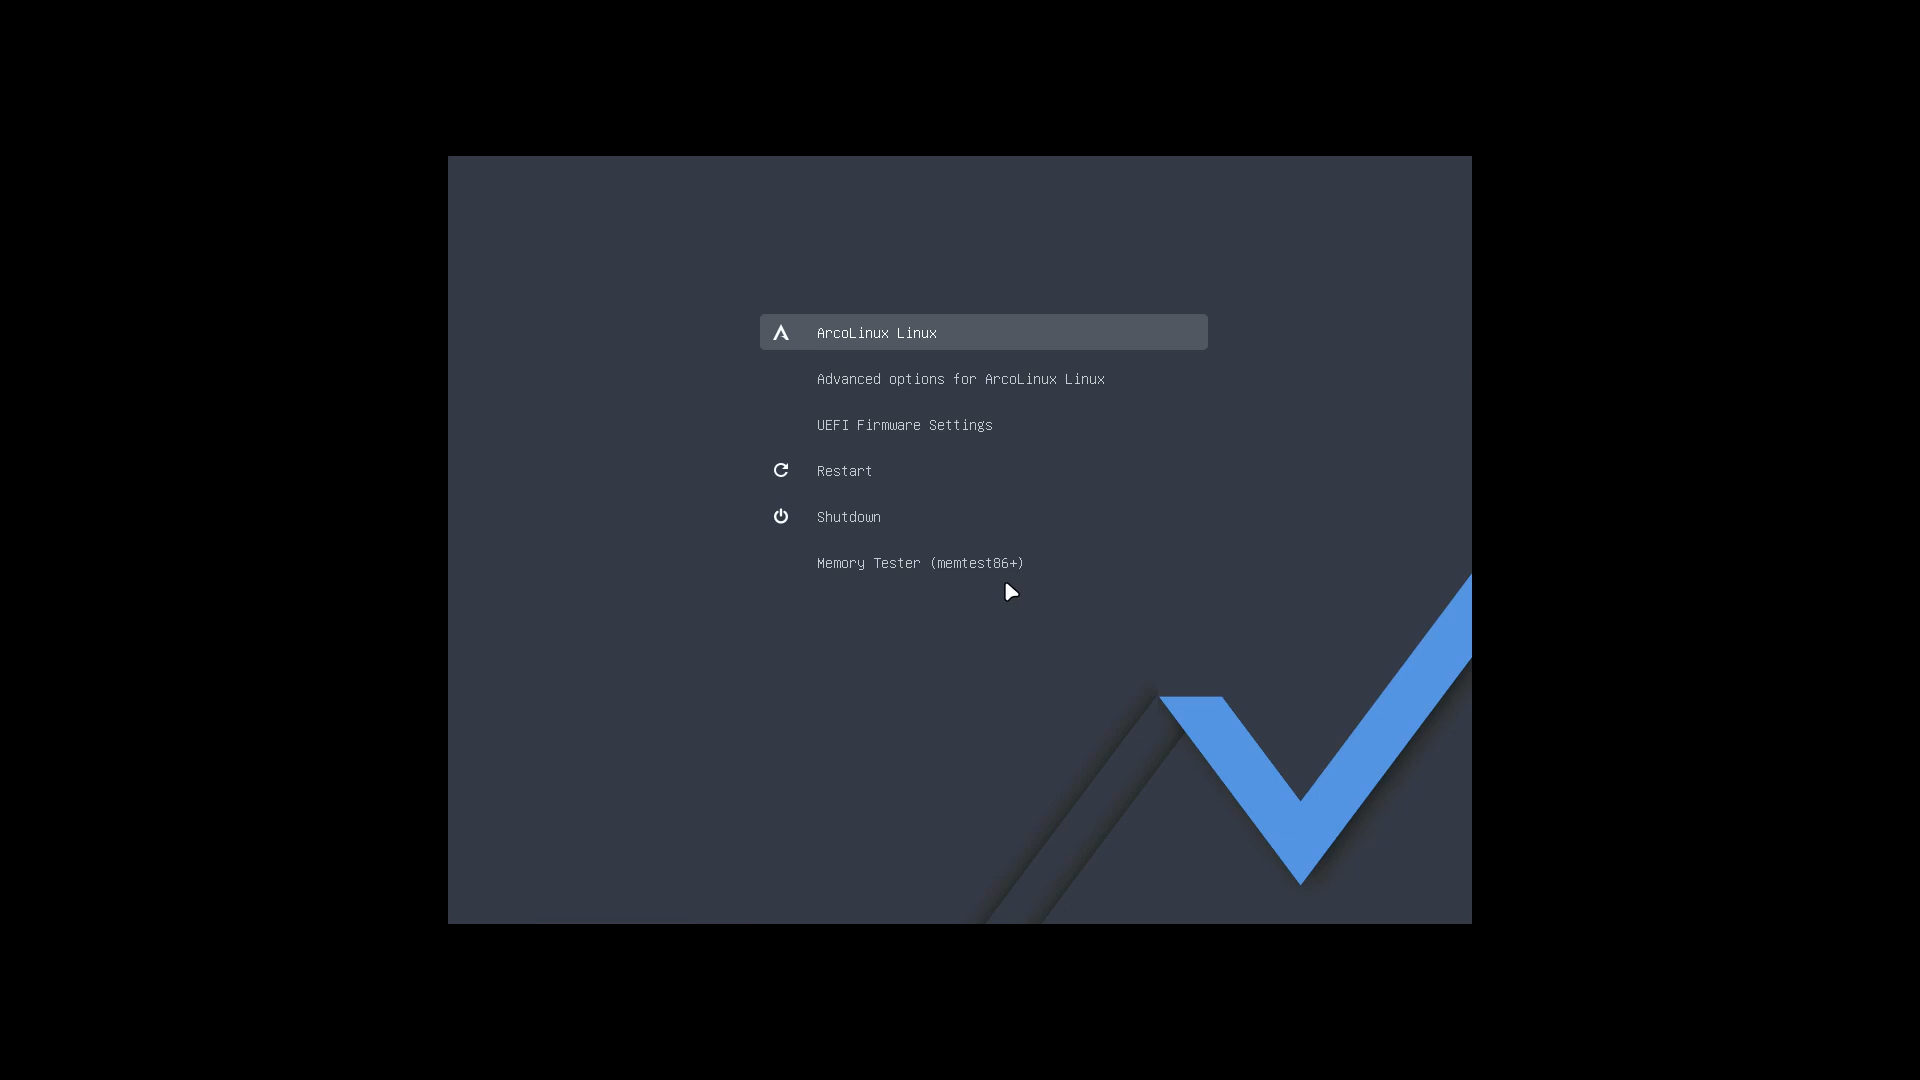 ArcoLinux Linux
Advanced options for ArcoLinux Linux
UEFI Firmware Settings
Restart
Shutdown
Memory Tester (memtest86+)